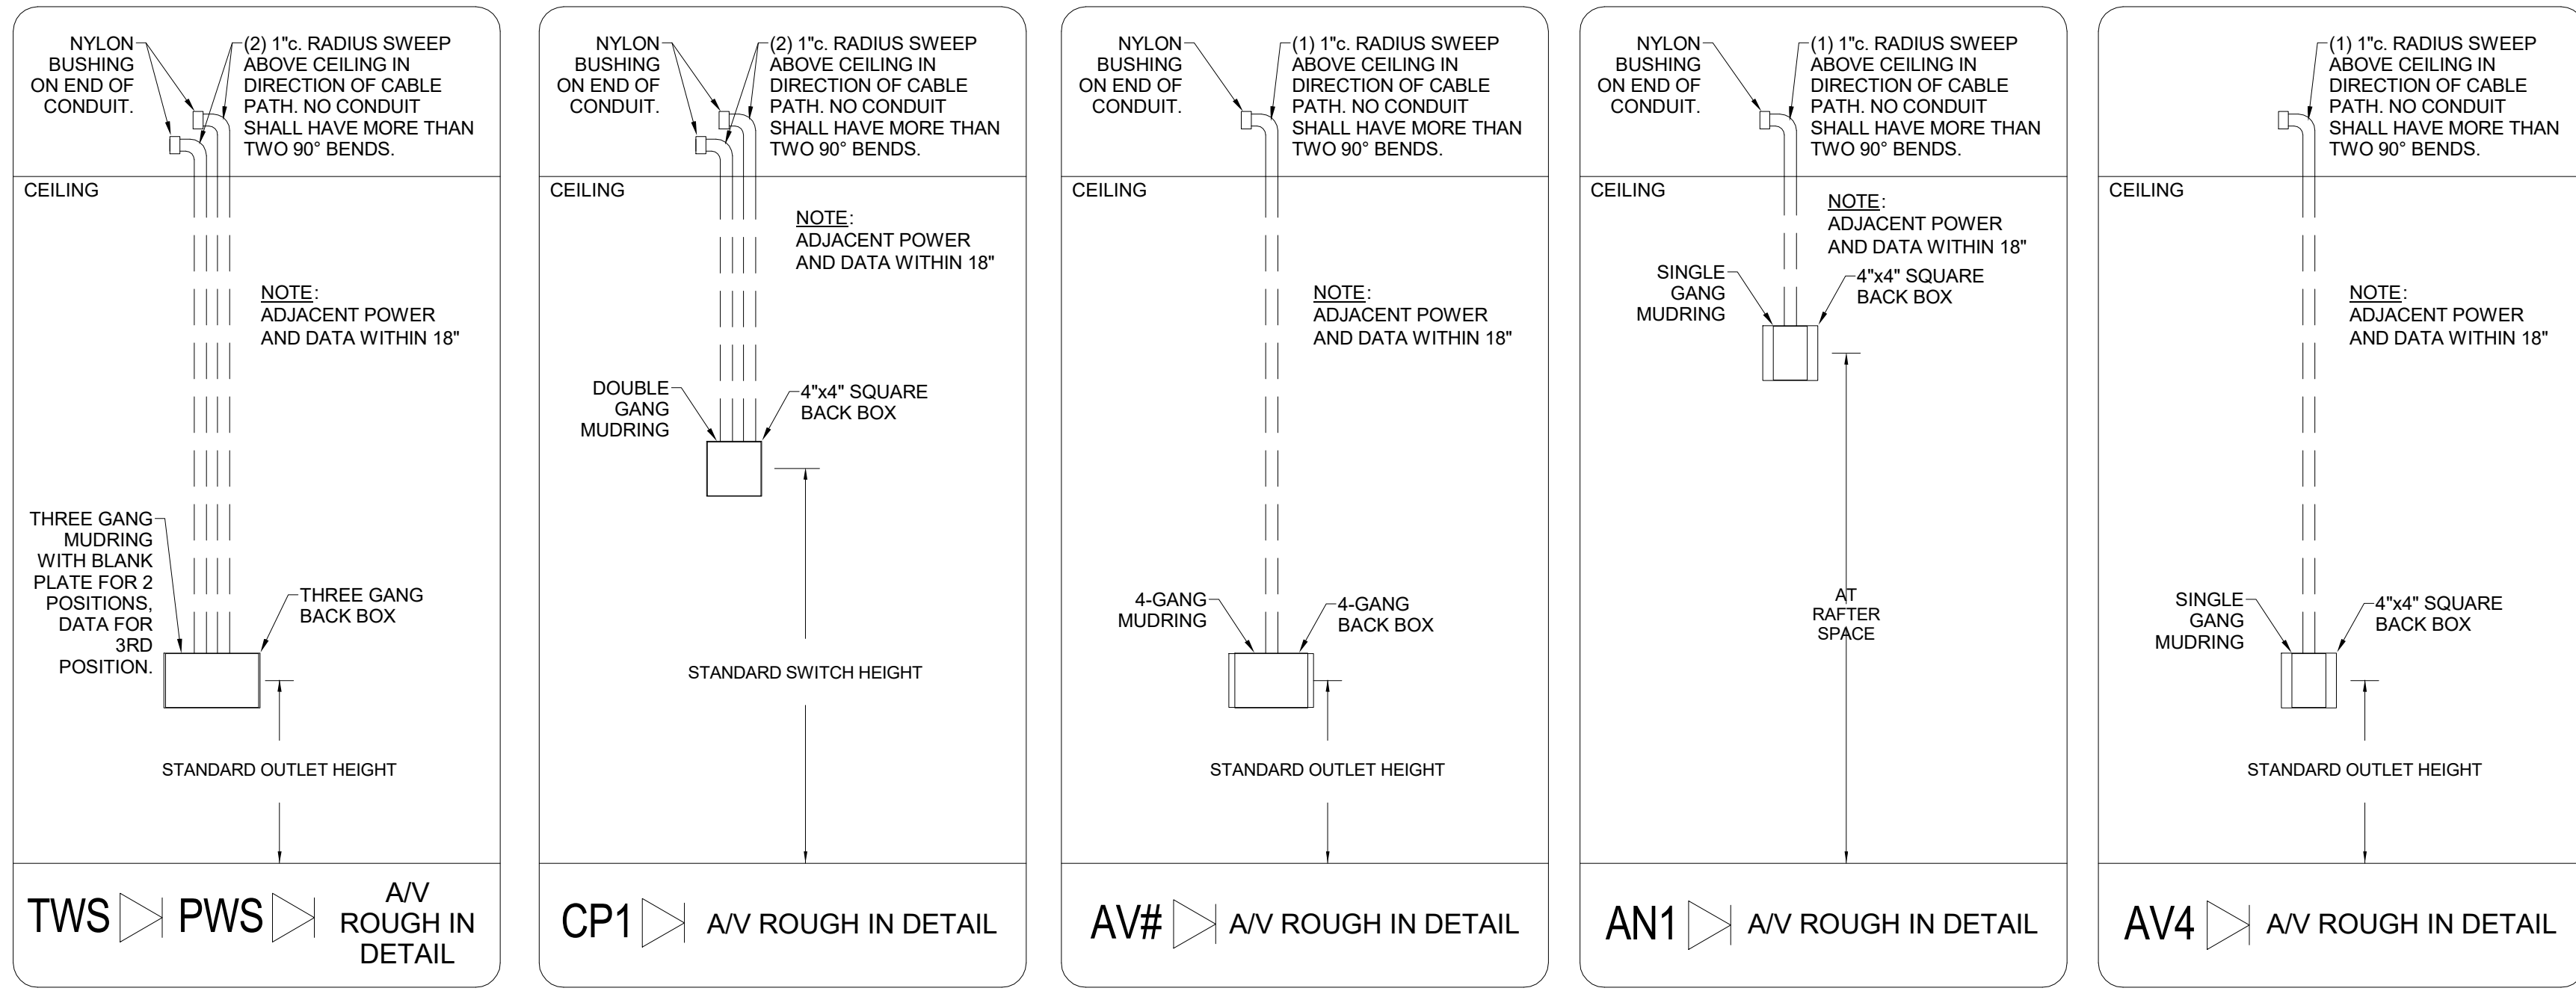 NYLON
BUSHING
ON END OF
CONDUIT.
(2) 1"c. RADIUS SWEEP
ABOVE CEILING IN
DIRECTION OF CABLE
PATH. NO CONDUIT
SHALL HAVE MORE THAN
TWO 90° BENDS.
CEILING
NOTE:
ADJACENT POWER
AND DATA WITHIN 18"
THREE GANG
MUDRING
WITH BLANK
PLATE FOR 2
POSITIONS,
DATA FOR
3RD
POSITION.
THREE GANG
BACK BOX
STANDARD OUTLET HEIGHT
TWS PWS
A/V
ROUGH IN
DETAIL
NYLON
BUSHING
ON END OF
CONDUIT.
(2) 1"c. RADIUS SWEEP
ABOVE CEILING IN
DIRECTION OF CABLE
PATH. NO CONDUIT
SHALL HAVE MORE THAN
TWO 90° BENDS.
CEILING
NOTE:
ADJACENT POWER
AND DATA WITHIN 18"
DOUBLE
GANG
MUDRING
4"x4" SQUARE
BACK BOX
STANDARD SWITCH HEIGHT
CP1 A/V ROUGH IN DETAIL
NYLON
BUSHING
ON END OF
CONDUIT.
(1) 1"c. RADIUS SWEEP
ABOVE CEILING IN
DIRECTION OF CABLE
PATH. NO CONDUIT
SHALL HAVE MORE THAN
TWO 90° BENDS.
CEILING
NOTE:
ADJACENT POWER
AND DATA WITHIN 18"
4-GANG
MUDRING
4-GANG
BACK BOX
STANDARD OUTLET HEIGHT
AV# A/V ROUGH IN DETAIL
NYLON
BUSHING
ON END OF
CONDUIT.
(1) 1"c. RADIUS SWEEP
ABOVE CEILING IN
DIRECTION OF CABLE
PATH. NO CONDUIT
SHALL HAVE MORE THAN
TWO 90° BENDS.
CEILING
NOTE:
ADJACENT POWER
AND DATA WITHIN 18"
SINGLE
GANG
MUDRING
4"x4" SQUARE
BACK BOX
AT
RAFTER
SPACE
AN1 A/V ROUGH IN DETAIL
(1) 1"c. RADIUS SWEEP
ABOVE CEILING IN
DIRECTION OF CABLE
PATH. NO CONDUIT
SHALL HAVE MORE THAN
TWO 90° BENDS.
CEILING
NOTE:
ADJACENT POWER
AND DATA WITHIN 18"
SINGLE
GANG
MUDRING
4"x4" SQUARE
BACK BOX
STANDARD OUTLET HEIGHT
AV4 A/V ROUGH IN DETAIL